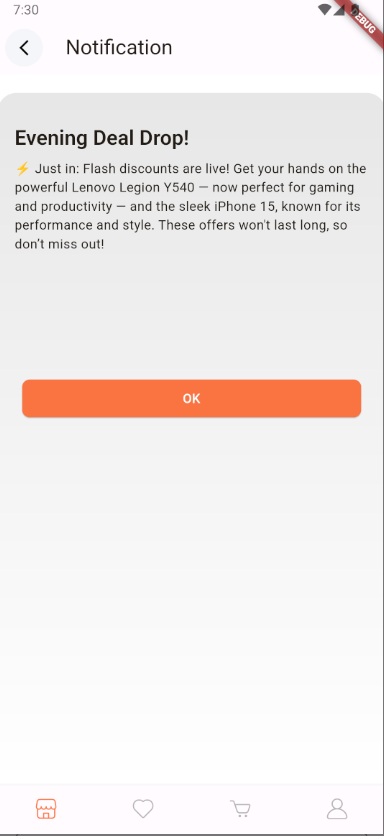 7:30
EBUG
Notification
Evening Deal Drop!
⚡ Just in: Flash discounts are live! Get your hands on the
powerful Lenovo Legion Y540 — now perfect for gaming
and productivity — and the sleek iPhone 15, known for its
performance and style. These offers won't last long, so
don’t miss out!
OK